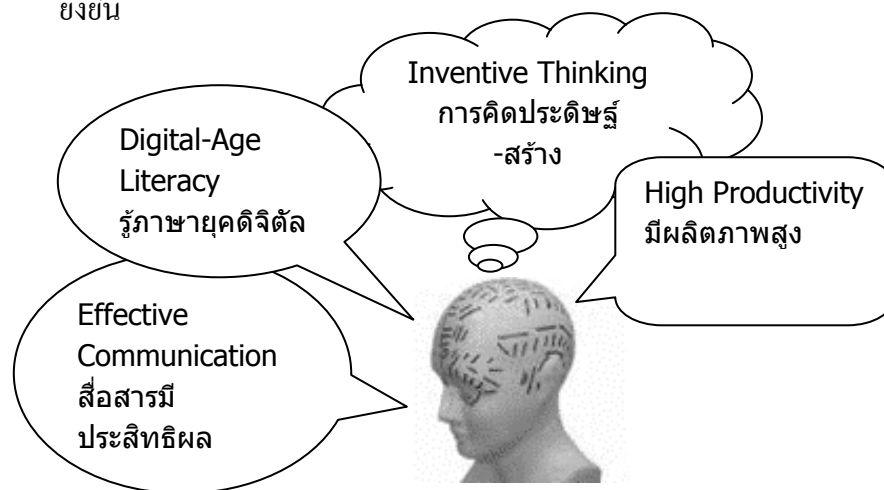 ยั่งยืน
Inventive Thinking
การคิดประดิษฐ์
-สร้าง
Digital-Age
Literacy
รู้ภาษายุคดิจิตัล
High Productivity
มีผลิตภาพสูง
Effective
Communication
สื่อสารมี
ประสิทธิผล